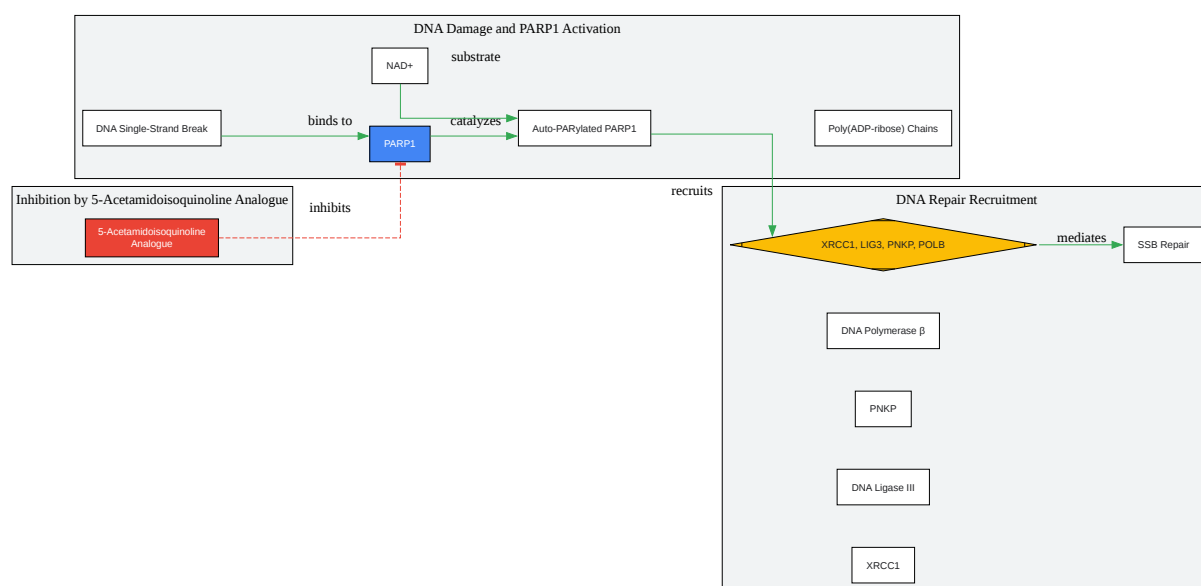 DNA Damage and PARP1 Activation
NAD+
substrate
DNA Single-Strand Break
binds to
PARP1
catalyzes
Auto-PARylated PARP1
Poly(ADP-ribose) Chains
Inhibition by 5-Acetamidoisoquinoline Analogue
5-Acetamidoisoquinoline
Analogue
inhibits
recruits
DNA Repair Recruitment
XRCC1, LIG3, PNKP, POLB
mediates
SSB Repair
DNA Polymerase β
PNKP
DNA Ligase III
XRCC1